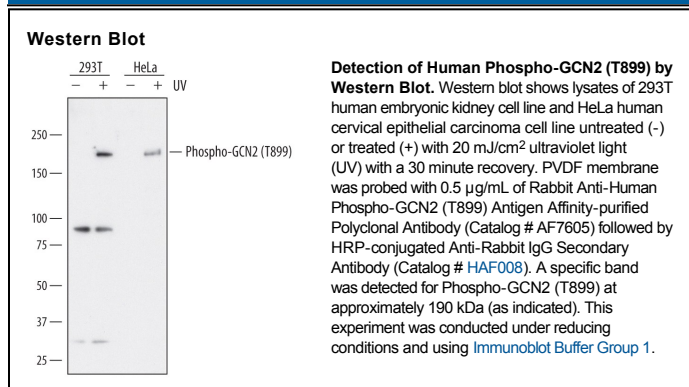 Western Blot
293T HeLa
− + − + UV
250
150
100
75
50
37
25
Phospho-GCN2 (T899)
Detection of Human Phospho-GCN2 (T899) by
Western Blot. Western blot shows lysates of 293T
human embryonic kidney cell line and HeLa human
cervical epithelial carcinoma cell line untreated (-)
or treated (+) with 20 mJ/cm² ultraviolet light
(UV) with a 30 minute recovery. PVDF membrane
was probed with 0.5 µg/mL of Rabbit Anti-Human
Phospho-GCN2 (T899) Antigen Affinity-purified
Polyclonal Antibody (Catalog # AF7605) followed by
HRP-conjugated Anti-Rabbit IgG Secondary
Antibody (Catalog # HAF008). A specific band
was detected for Phospho-GCN2 (T899) at
approximately 190 kDa (as indicated). This
experiment was conducted under reducing
conditions and using Immunoblot Buffer Group 1.